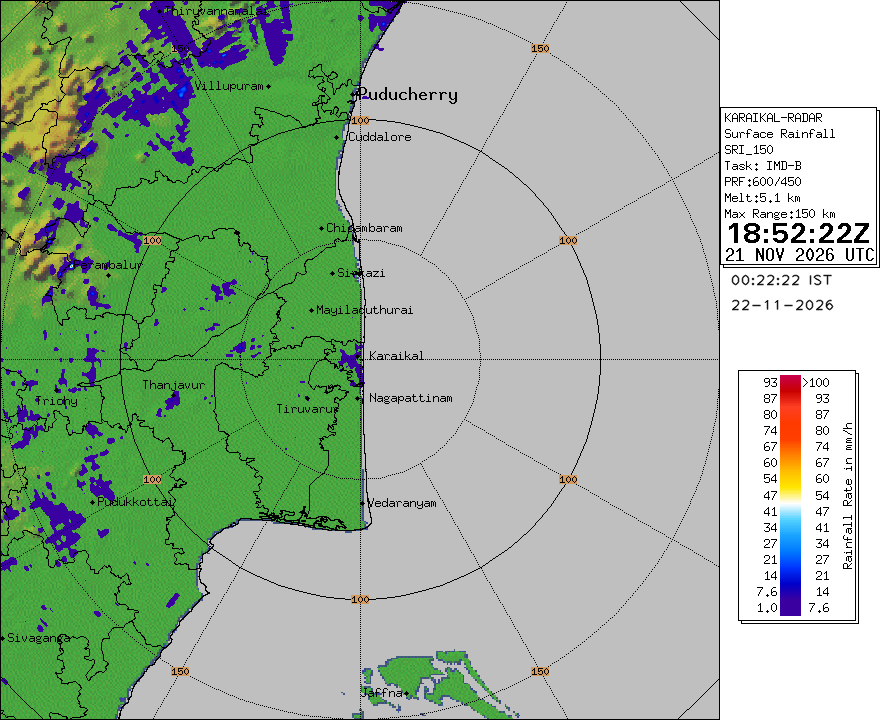 Thiruvannamalai
150
150
Villupuram
Puducherry
100
Cuddalore
Chidambaram
100
100
Perambalur
Sirkazi
Mayiladuthurai
Karaikal
Thanjavur
Trichy
Tiruvarur
Nagapattinam
100
100
Pudukkottai
Vedaranyam
100
Sivaganga
150
150
Jaffna
KARAIKAL-RADAR
Surface Rainfall
SRI_150
Task: IMD-B
PRF:600/450
Melt:5.1 km
Max Range:150 km
18:52:22Z
21 NOV 2026 UTC
00:22:22 IST
22-11-2026
93 >100
87 93
80 87
74 80
67 74
60 67
54 60
47 54
41 47
34 41
27 34
21 27
14 21
7.6 14
1.0 7.6
Rainfall Rate in mm/h